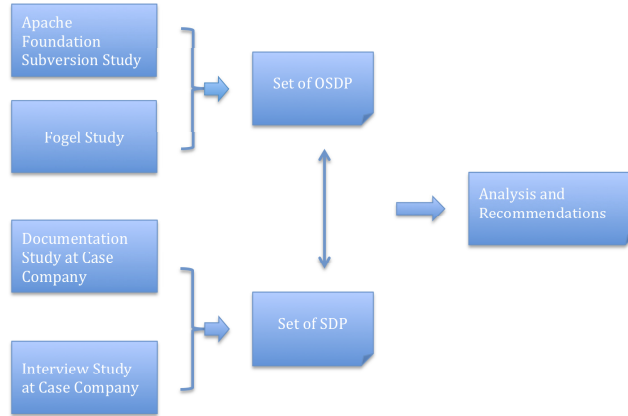 Apache
Foundation
Subversion Study
Set of OSDP
Fogel Study
Analysis and
Recommendations
Documentation
Study at Case
Company
Set of SDP
Interview Study
at Case Company